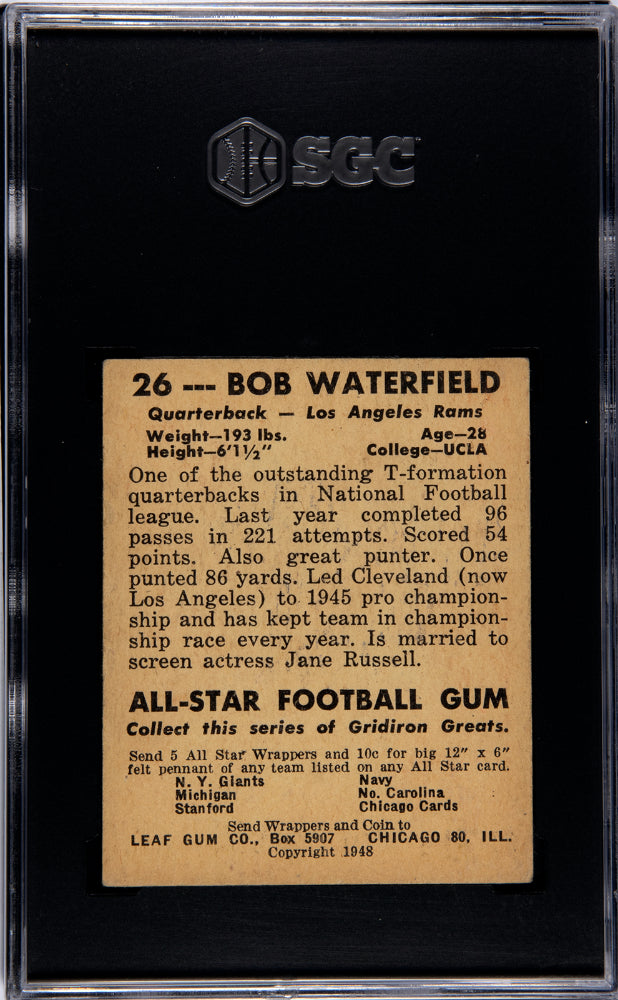 SGC
26 --- BOB WATERFIELD
Quarterback — Los Angeles Rams
Weight—193 lbs. Age—28
Height—6'1½" College—UCLA
One of the outstanding T-formation
quarterbacks in National Football
league. Last year completed 96
passes in 221 attempts. Scored 54
points. Also great punter. Once
punted 86 yards. Led Cleveland (now
Los Angeles) to 1945 pro champion-
ship and has kept team in champion-
ship race every year. Is married to
screen actress Jane Russell.
ALL-STAR FOOTBALL GUM
Collect this series of Gridiron Greats.
Send 5 All Star Wrappers and 10c for big 12" x 6"
felt pennant of any team listed on any All Star card.
N. Y. Giants Navy
Michigan No. Carolina
Stanford Chicago Cards
Send Wrappers and Coin to
LEAF GUM CO., Box 5907 CHICAGO 80, ILL.
Copyright 1948